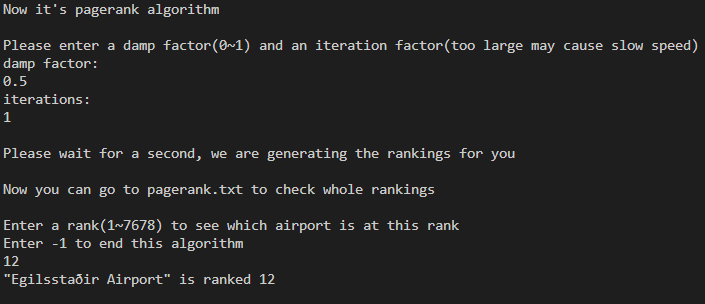 Now it's pagerank algorithm
Please enter a damp factor(0~1) and an iteration factor(too large may cause slow speed)
damp factor:
0.5
iterations:
1
Please wait for a second, we are generating the rankings for you
Now you can go to pagerank.txt to check whole rankings
Enter a rank(1~7678) to see which airport is at this rank
Enter -1 to end this algorithm
12
"Egilsstaðir Airport" is ranked 12